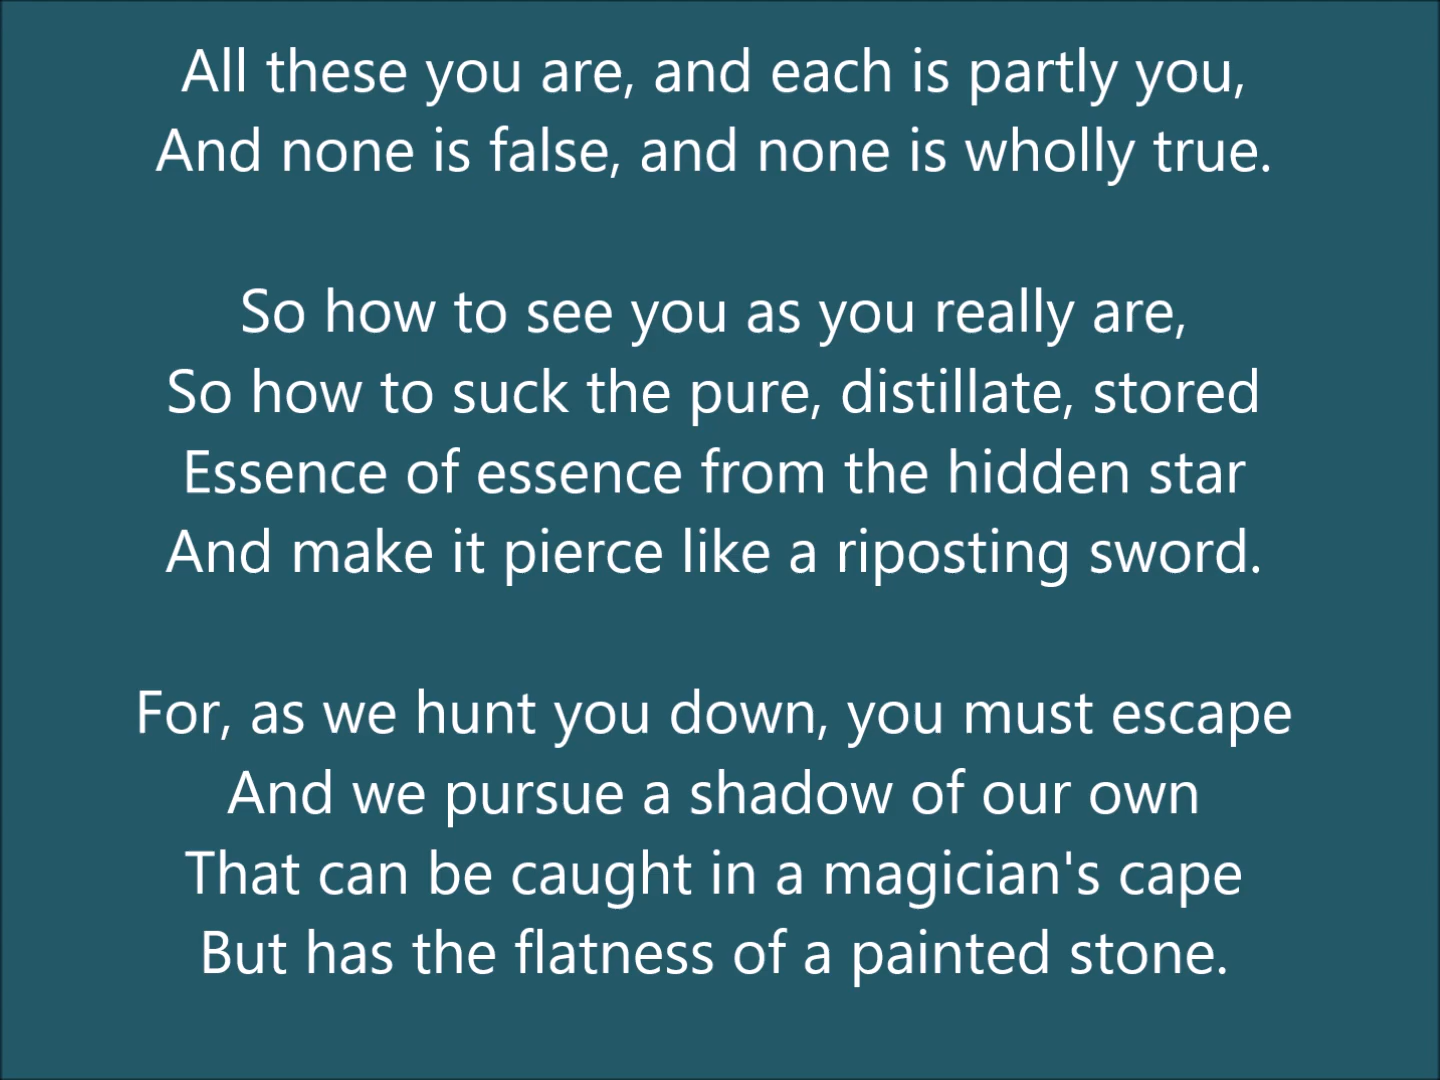 All these you are, and each is partly you,
And none is false, and none is wholly true.
So how to see you as you really are,
So how to suck the pure, distillate, stored
Essence of essence from the hidden star
And make it pierce like a riposting sword.
For, as we hunt you down, you must escape
And we pursue a shadow of our own
That can be caught in a magician's cape
But has the flatness of a painted stone.